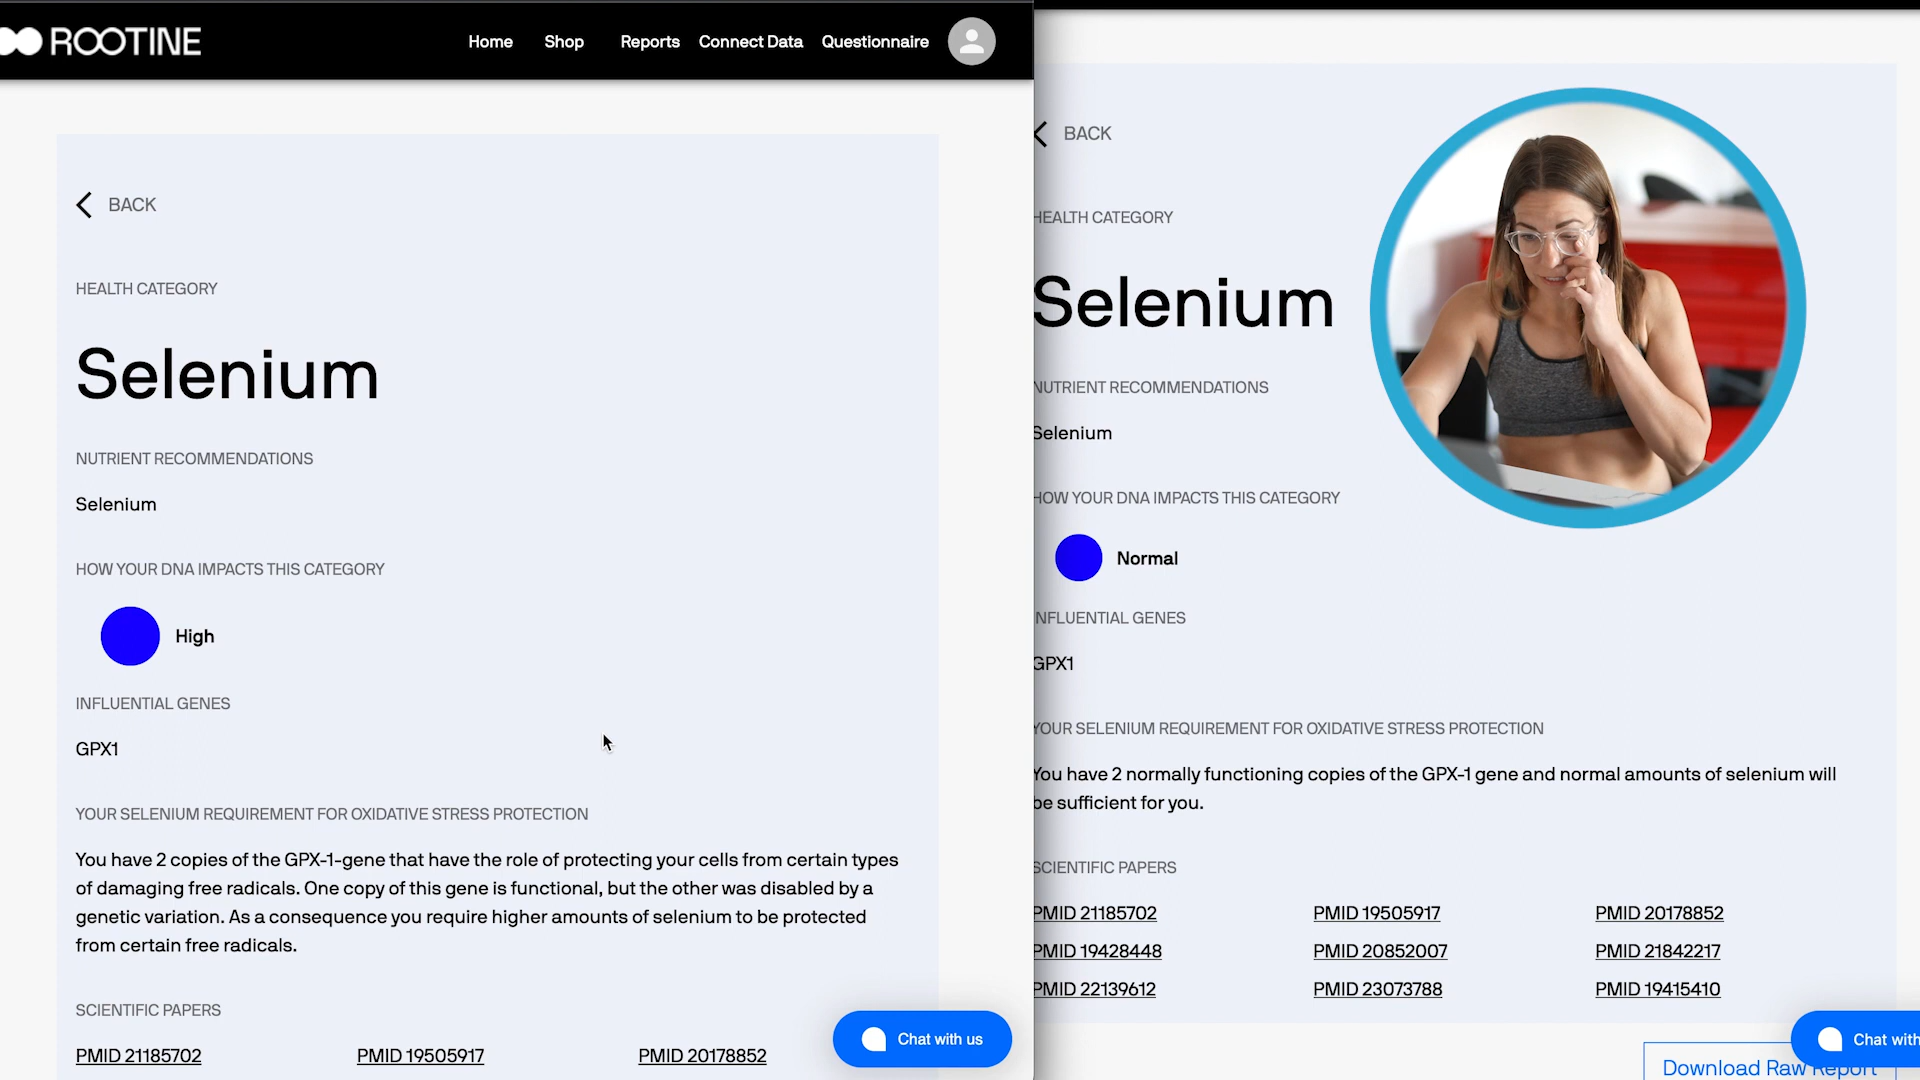 ROOTINE
Home Shop Reports Connect Data Questionnaire
BACK
HEALTH CATEGORY
Selenium
NUTRIENT RECOMMENDATIONS
Selenium
HOW YOUR DNA IMPACTS THIS CATEGORY
High
INFLUENTIAL GENES
GPX1
YOUR SELENIUM REQUIREMENT FOR OXIDATIVE STRESS PROTECTION
You have 2 copies of the GPX-1-gene that have the role of protecting your cells from certain types
of damaging free radicals. One copy of this gene is functional, but the other was disabled by a
genetic variation. As a consequence you require higher amounts of selenium to be protected
from certain free radicals.
SCIENTIFIC PAPERS
PMID 21185702 PMID 19505917 PMID 20178852
Chat with us
BACK
HEALTH CATEGORY
Selenium
NUTRIENT RECOMMENDATIONS
Selenium
HOW YOUR DNA IMPACTS THIS CATEGORY
Normal
INFLUENTIAL GENES
GPX1
YOUR SELENIUM REQUIREMENT FOR OXIDATIVE STRESS PROTECTION
You have 2 normally functioning copies of the GPX-1 gene and normal amounts of selenium will
be sufficient for you.
SCIENTIFIC PAPERS
PMID 21185702 PMID 19505917 PMID 20178852
PMID 19428448 PMID 20852007 PMID 21842217
PMID 22139612 PMID 23073788 PMID 19415410
Chat with
Download Raw Report